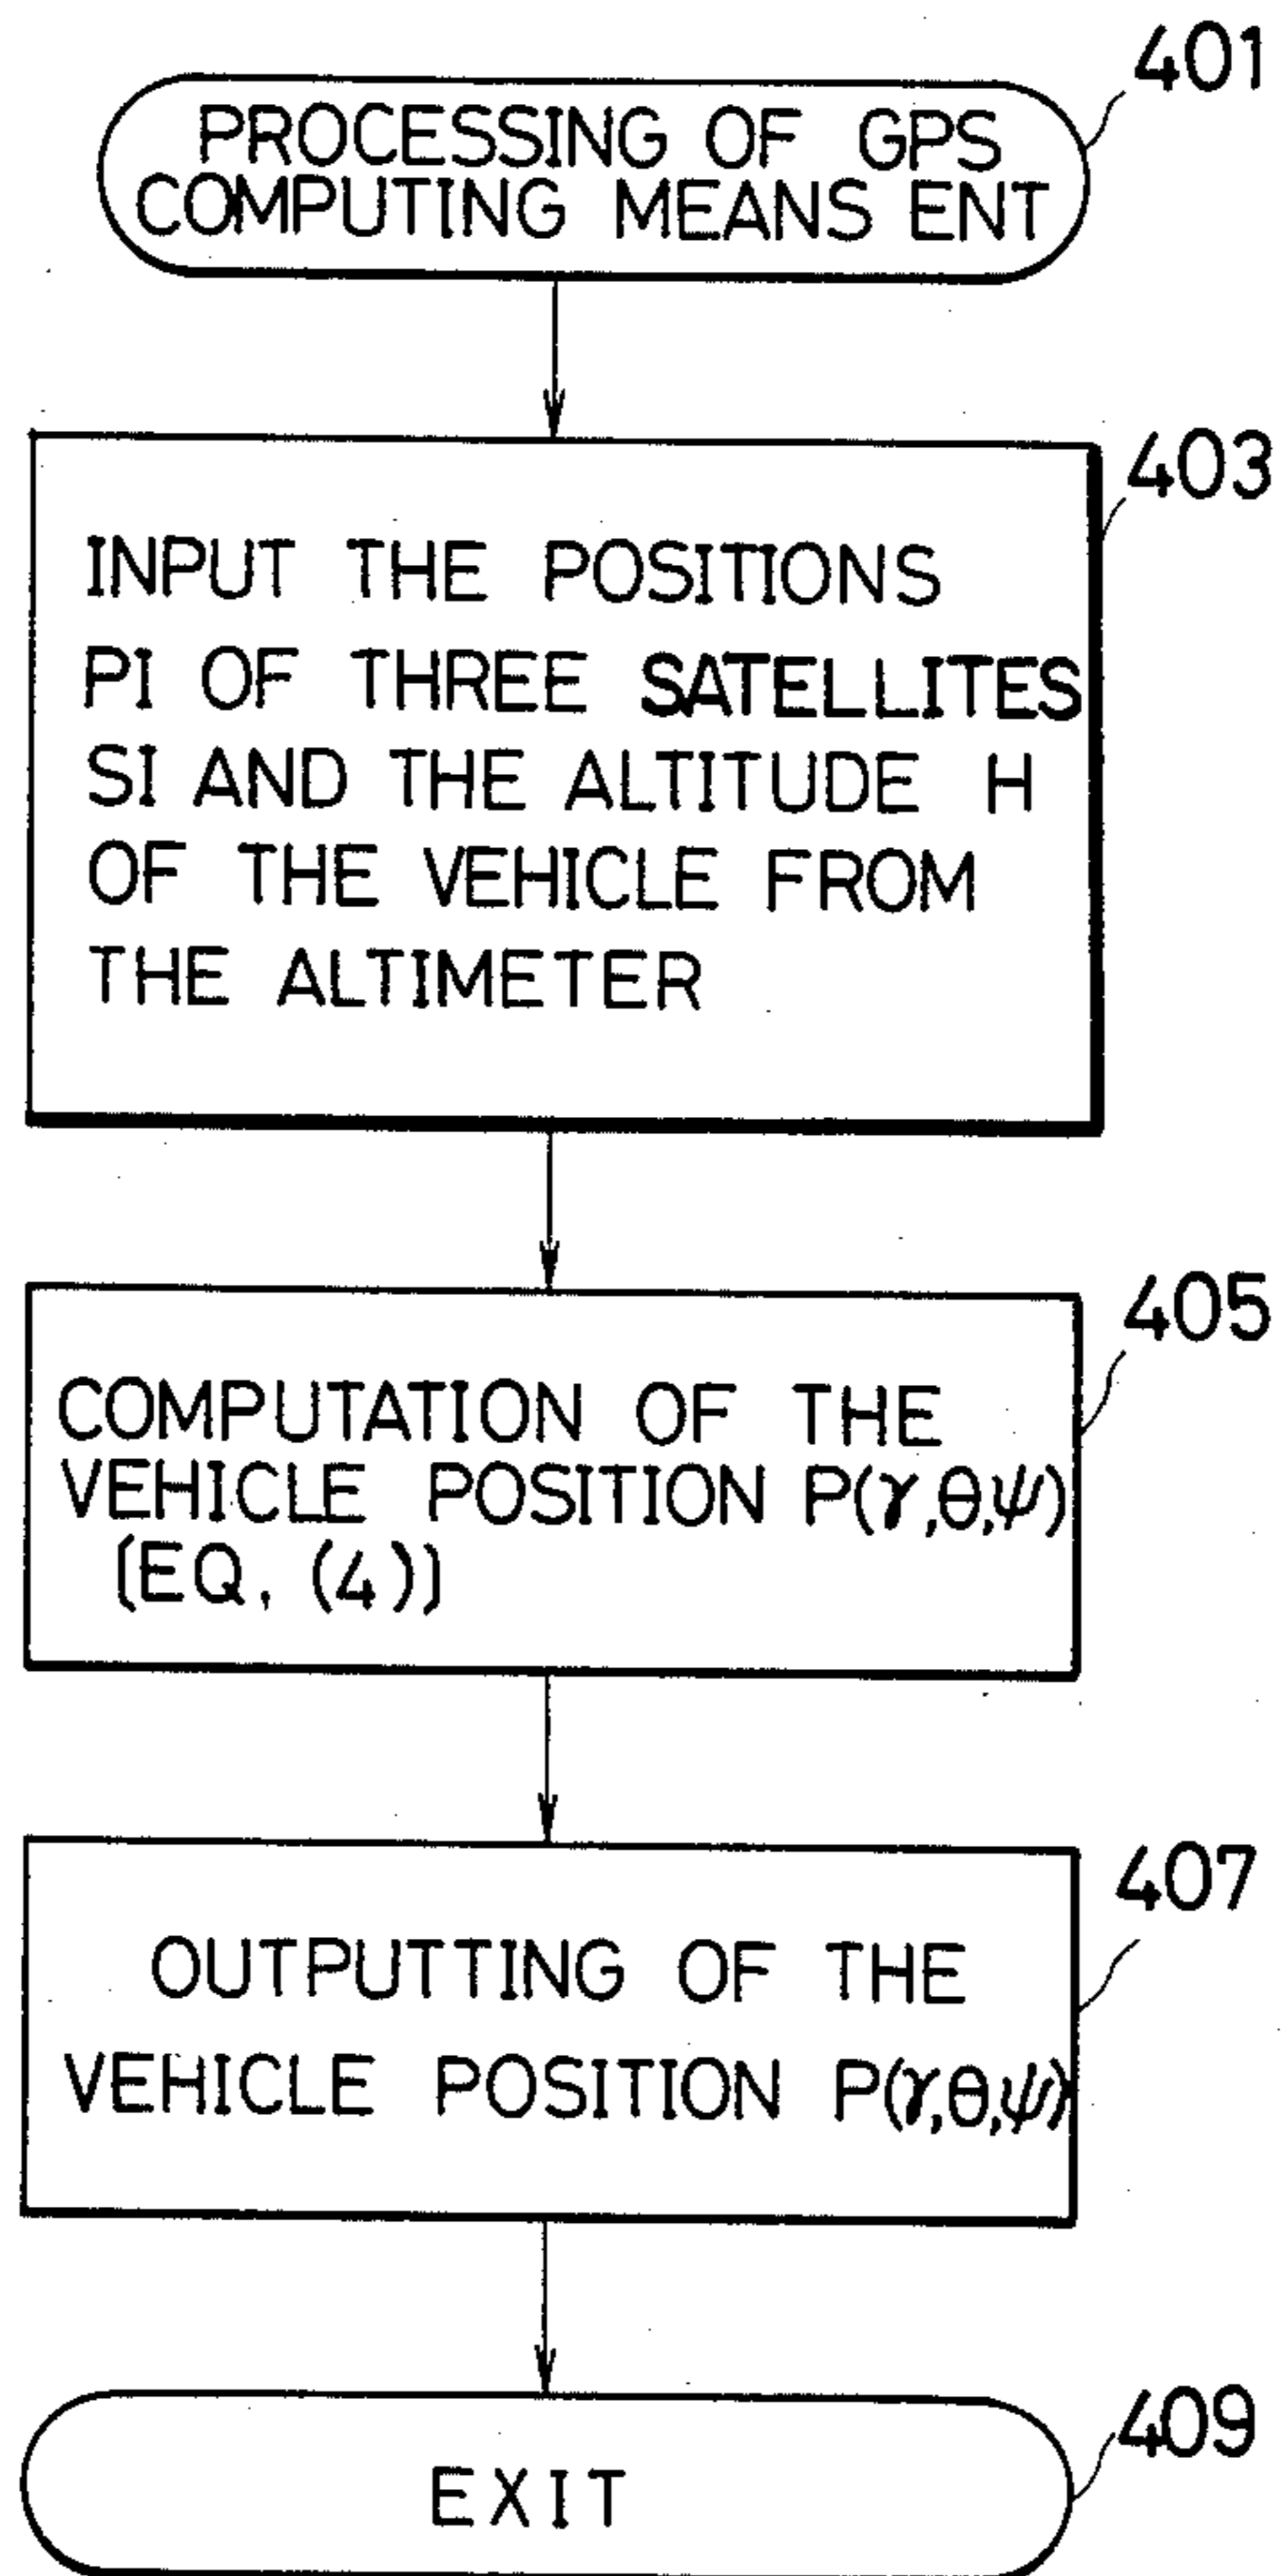 401
PROCESSING OF GPS
COMPUTING MEANS ENT
403
INPUT THE POSITIONS
PI OF THREE SATELLITES
SI AND THE ALTITUDE H
OF THE VEHICLE FROM
THE ALTIMETER
405
COMPUTATION OF THE
VEHICLE POSITION P(γ,θ,ψ)
[EQ, (4)]
407
OUTPUTTING OF THE
VEHICLE POSITION P(γ,θ,ψ)
409
EXIT